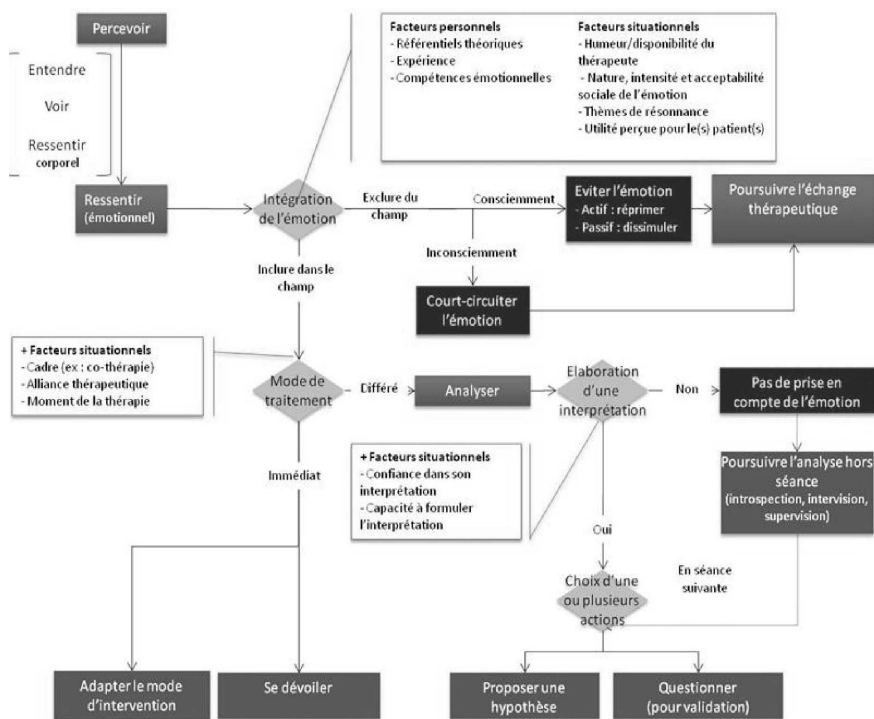 Percevoir
Entendre
Voir
Ressentir
corporel
Ressentir
(émotionnel)
Facteurs personnels
- Référentiels théoriques
- Expérience
- Compétences émotionnelles
Facteurs situationnels
- Humeur/disponibilité du
thérapeute
- Nature, intensité et acceptabilité
sociale de l'émotion
- Thèmes de résonnance
- Utilité perçue pour le(s) patient(s)
Intégration
de l'émotion
Exclure du
champ
Consciemment
Eviter l'émotion
- Actif : réprimer
- Passif : dissimuler
Poursuivre l'échange
thérapeutique
Inconsciemment
Court-circuiter
l'émotion
Inclure dans le
champ
+ Facteurs situationnels
- Cadre (ex : co-thérapie)
- Alliance thérapeutique
- Moment de la thérapie
Mode de
traitement
Différé
Analyser
Elaboration
d'une
interprétation
Non
Pas de prise en
compte de l'émotion
Immédiat
+ Facteurs situationnels
- Confiance dans son
interprétation
- Capacité à formuler
l'interprétation
Poursuivre l'analyse hors
séance
(introspection, intervision,
supervision)
Oui
En séance
suivante
Choix d'une
ou plusieurs
actions
Adapter le mode
d'intervention
Se dévoiler
Proposer une
hypothèse
Questionner
(pour validation)